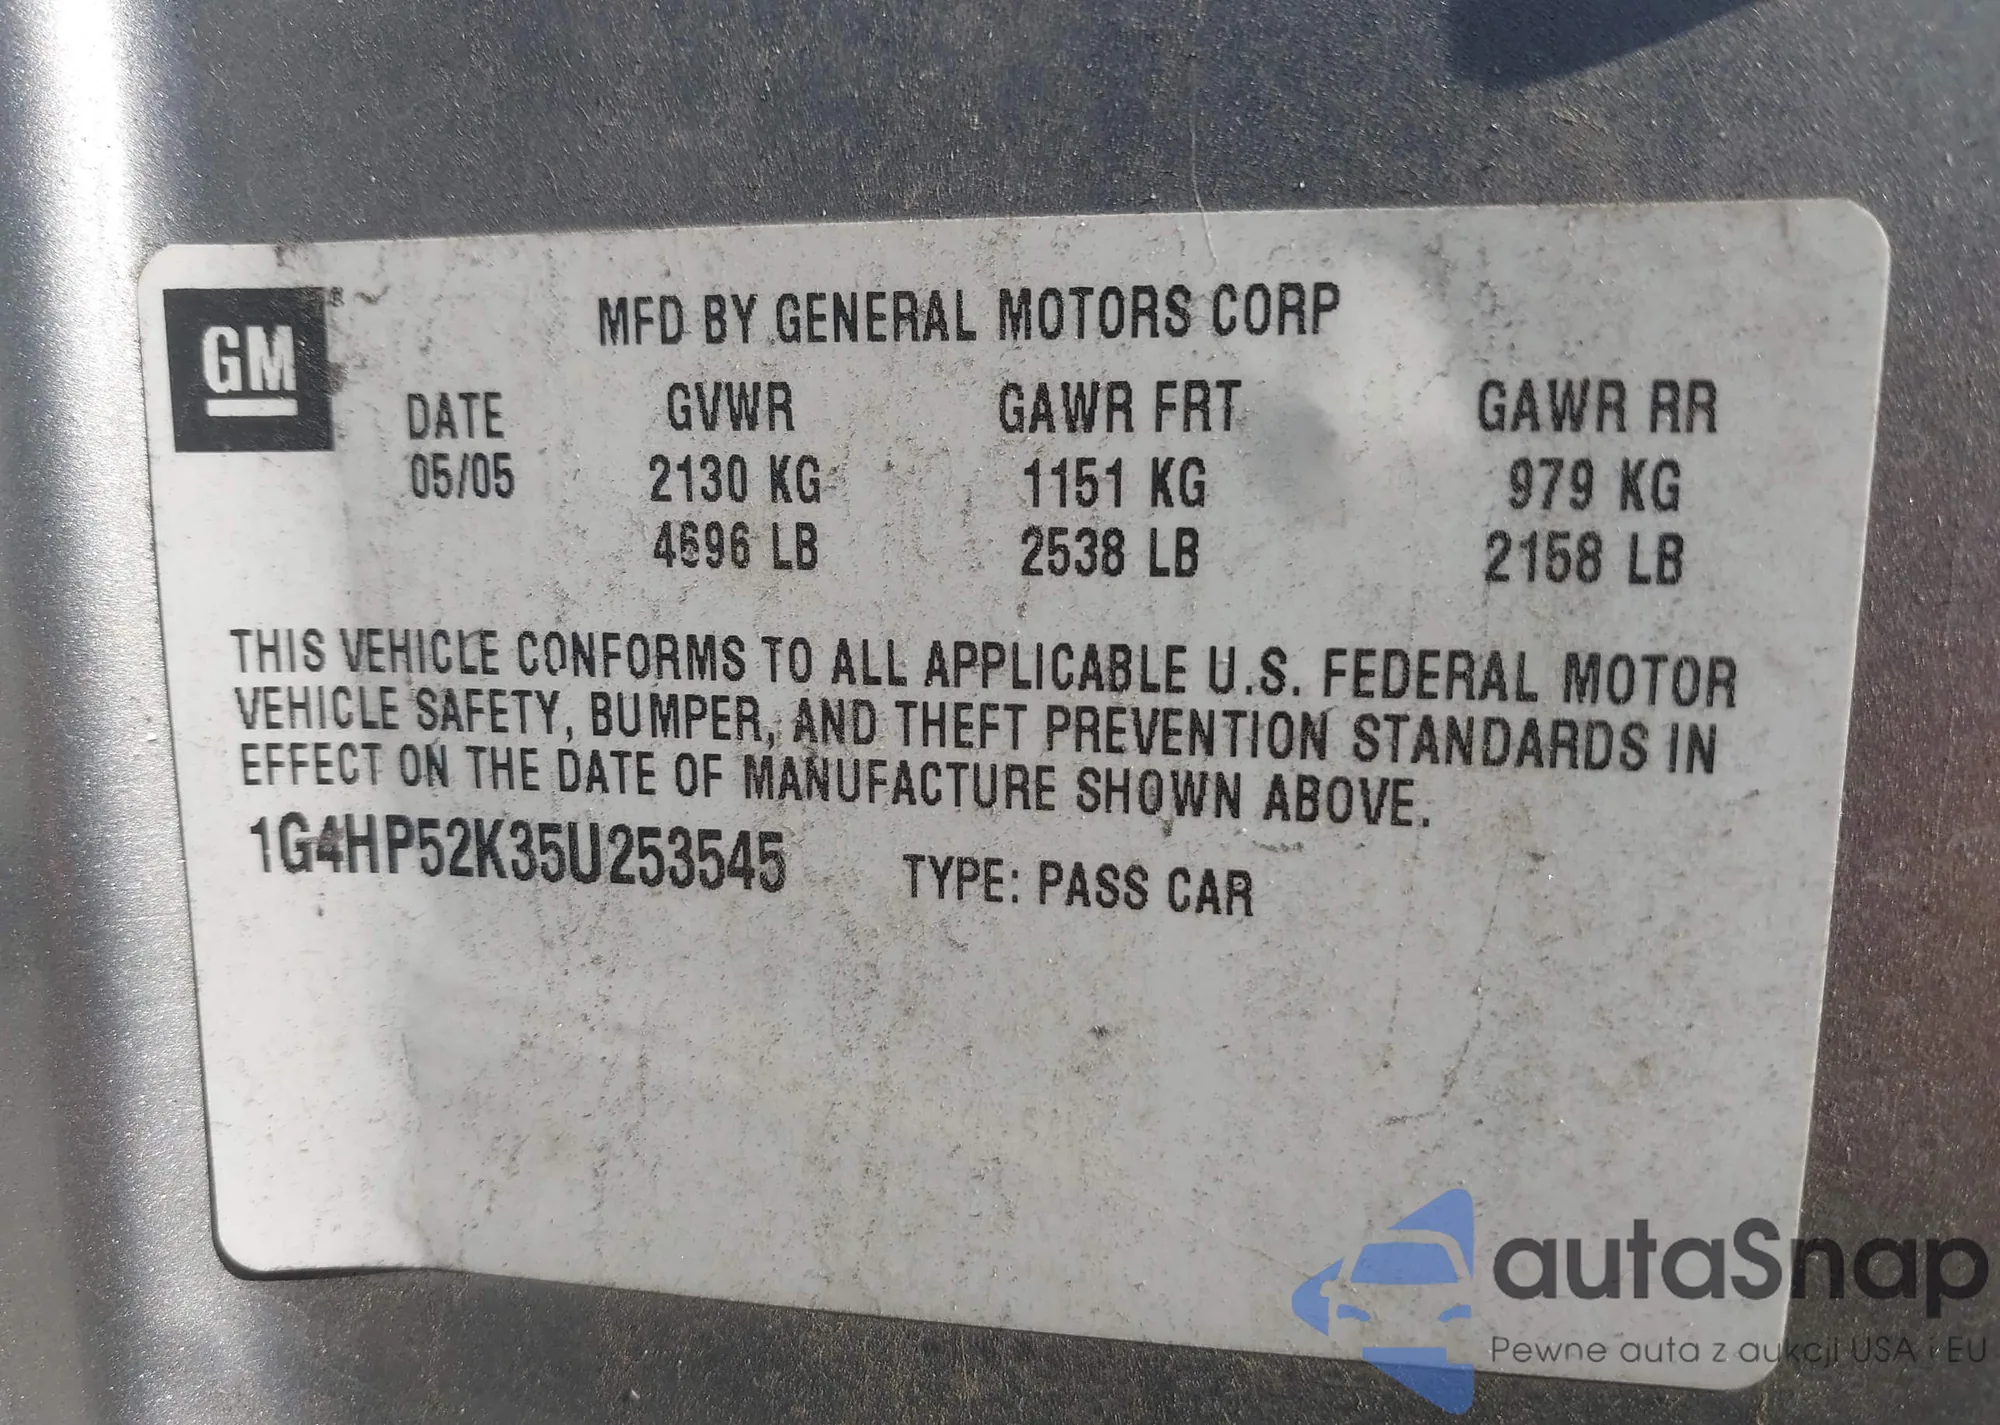 GM
MFD BY GENERAL MOTORS CORP
DATE GVWR GAWR FRT GAWR RR
05/05 2130 KG 1151 KG 979 KG
4696 LB 2538 LB 2158 LB
THIS VEHICLE CONFORMS TO ALL APPLICABLE U.S. FEDERAL MOTOR
VEHICLE SAFETY, BUMPER, AND THEFT PREVENTION STANDARDS IN
EFFECT ON THE DATE OF MANUFACTURE SHOWN ABOVE.
1G4HP52K35U253545 TYPE: PASS CAR
autaSnap
Pewne auta z aukcji USA i EU